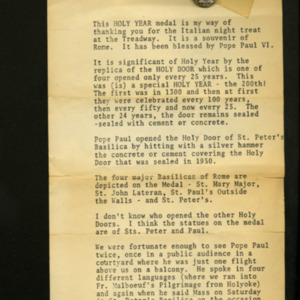 This HOLY YEAR medal is my way of
thanking you for the Italian night treat
at the Treadway. It is a souvenir of
Rome. It has been blessed by Pope Paul VI.
It is significant of Holy Year by the
replica of the HOLY DOOR which is one of
four opened only every 25 years. This
was (is) a special HOLY YEAR - the 200th!
The first was in 1300 and then at first
they were celebrated every 100 years,
then every fifty and now every 25. The
other 24 years, the door remains sealed
-sealed with cement or concrete.
Pope Paul opened the Holy Door of St. Peter's
Basilica by hitting with a silver hammer
the concrete or cement covering the Holy
Door that was sealed in 1950.
The four major Basilicas of Rome are
depicted on the Medal - St. Mary Major,
St. John Lateran, St. Paul's Outside
the Walls - and St. Peter's.
I don't know who opened the other Holy
Doors. I think the statues on the medal
are of Sts. Peter and Paul.
We were fortunate enough to see Pope Paul
twice, once in a public audience in a
courtyard where he was just one flight
above us on a balcony. He spoke in four
different languages (where we ran into
Fr. Malboeuf's Pilgrimage from Holyoke)
and again when he said Mass on Saturday